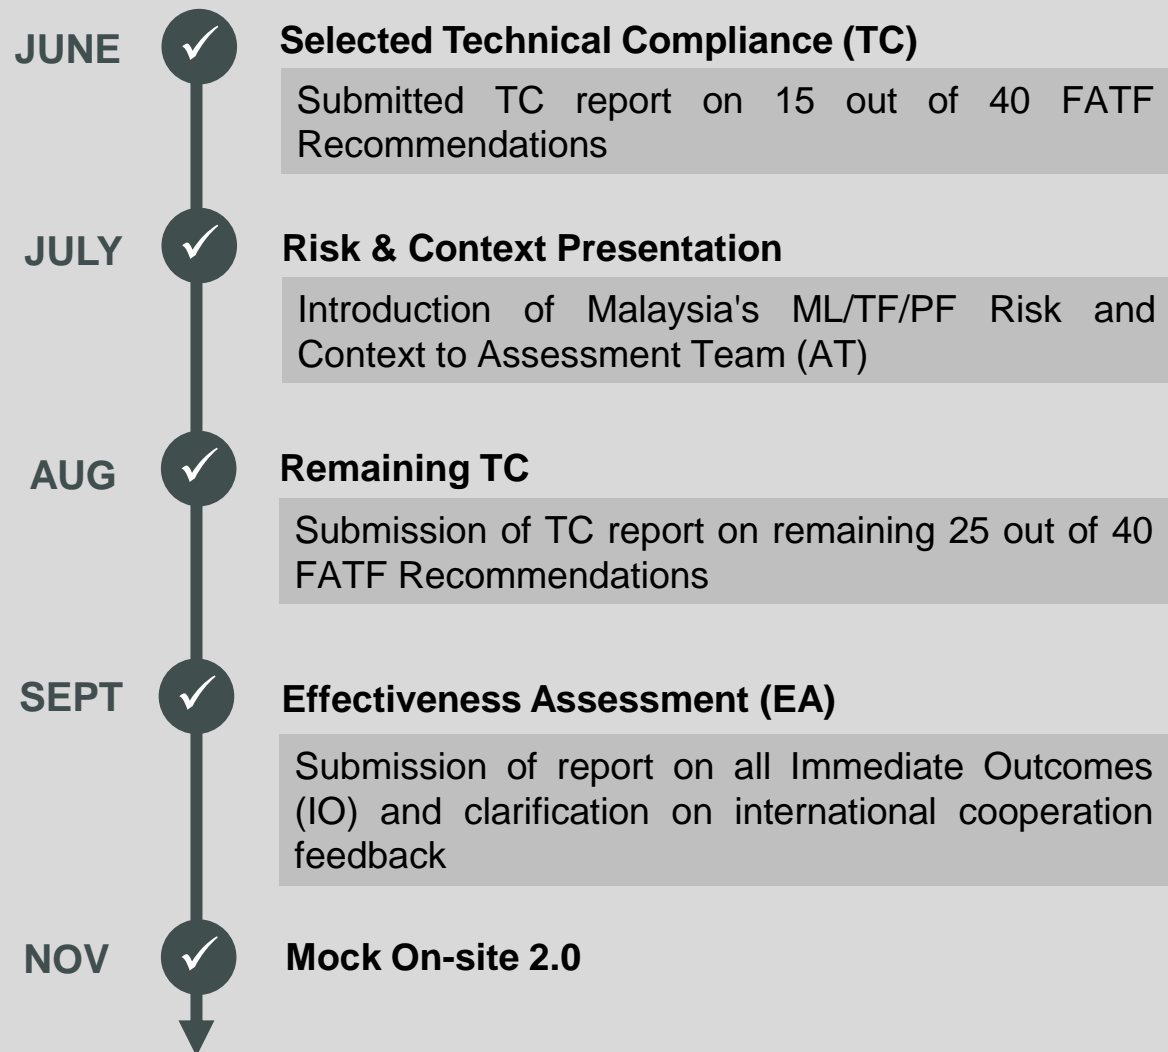 JUNE
Selected Technical Compliance (TC)
Submitted TC report on 15 out of 40 FATF
Recommendations
JULY
Risk & Context Presentation
Introduction of Malaysia's ML/TF/PF Risk and
Context to Assessment Team (AT)
AUG
Remaining TC
Submission of TC report on remaining 25 out of 40
FATF Recommendations
SEPT
Effectiveness Assessment (EA)
Submission of report on all Immediate Outcomes
(IO) and clarification on international cooperation
feedback
NOV
Mock On-site 2.0